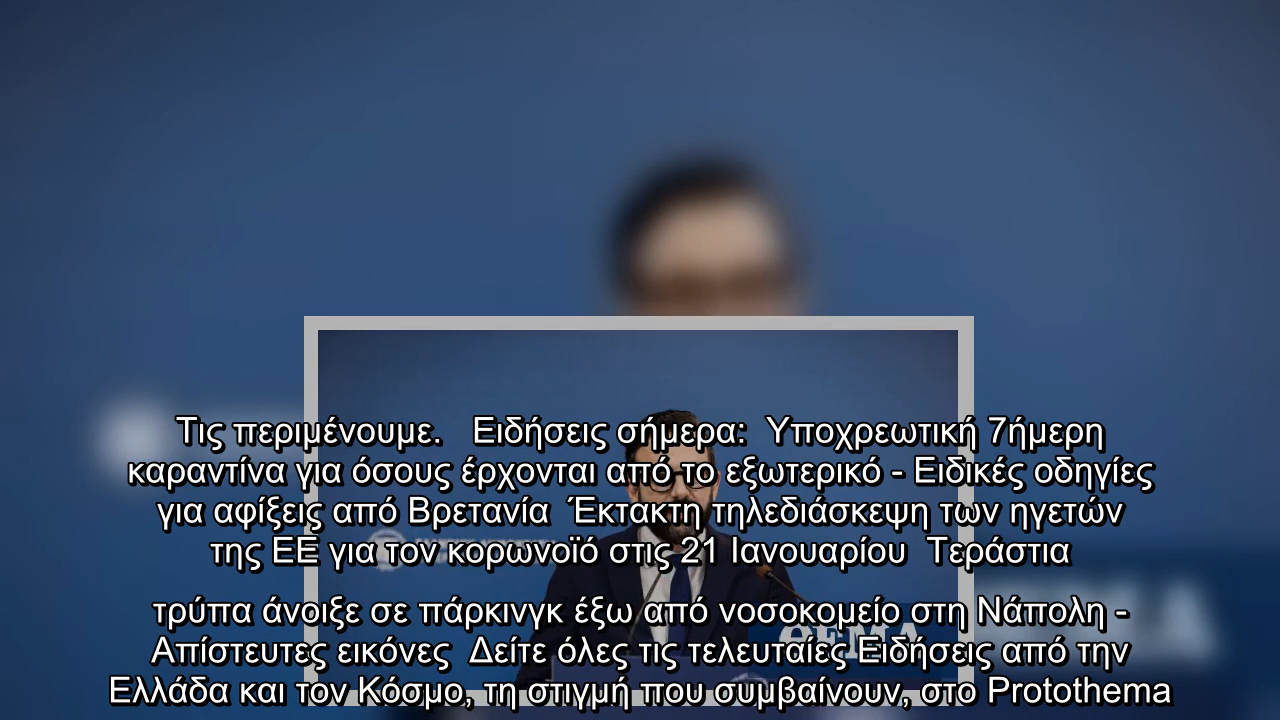 Τις περιμένουμε.   Ειδήσεις σήμερα:  Υποχρεωτική 7ήμερη
καραντίνα για όσους έρχονται από το εξωτερικό - Ειδικές οδηγίες
για αφίξεις από Βρετανία  Έκτακτη τηλεδιάσκεψη των ηγετών
της ΕΕ για τον κορωνοϊό στις 21 Ιανουαρίου  Τεράστια
τρύπα άνοιξε σε πάρκινγκ έξω από νοσοκομείο στη Νάπολη -
Απίστευτες εικόνες  Δείτε όλες τις τελευταίες Ειδήσεις από την
Ελλάδα και τον Κόσμο, τη στιγμή που συμβαίνουν, στο Protothema
ΘΕΜΑ